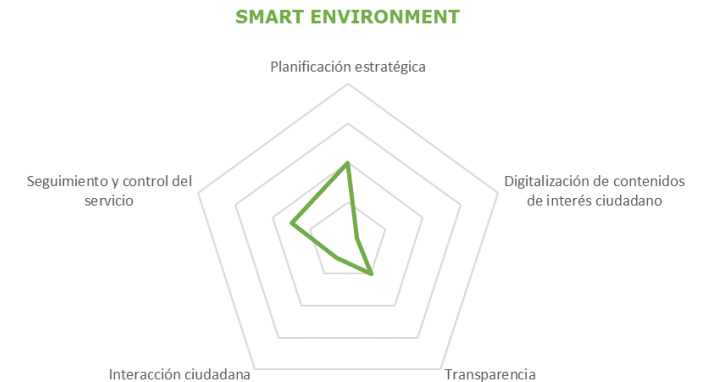 SMART ENVIRONMENT
Planificación estratégica
Seguimiento y control del
servicio
Digitalización de contenidos
de interés ciudadano
Interacción ciudadana
Transparencia